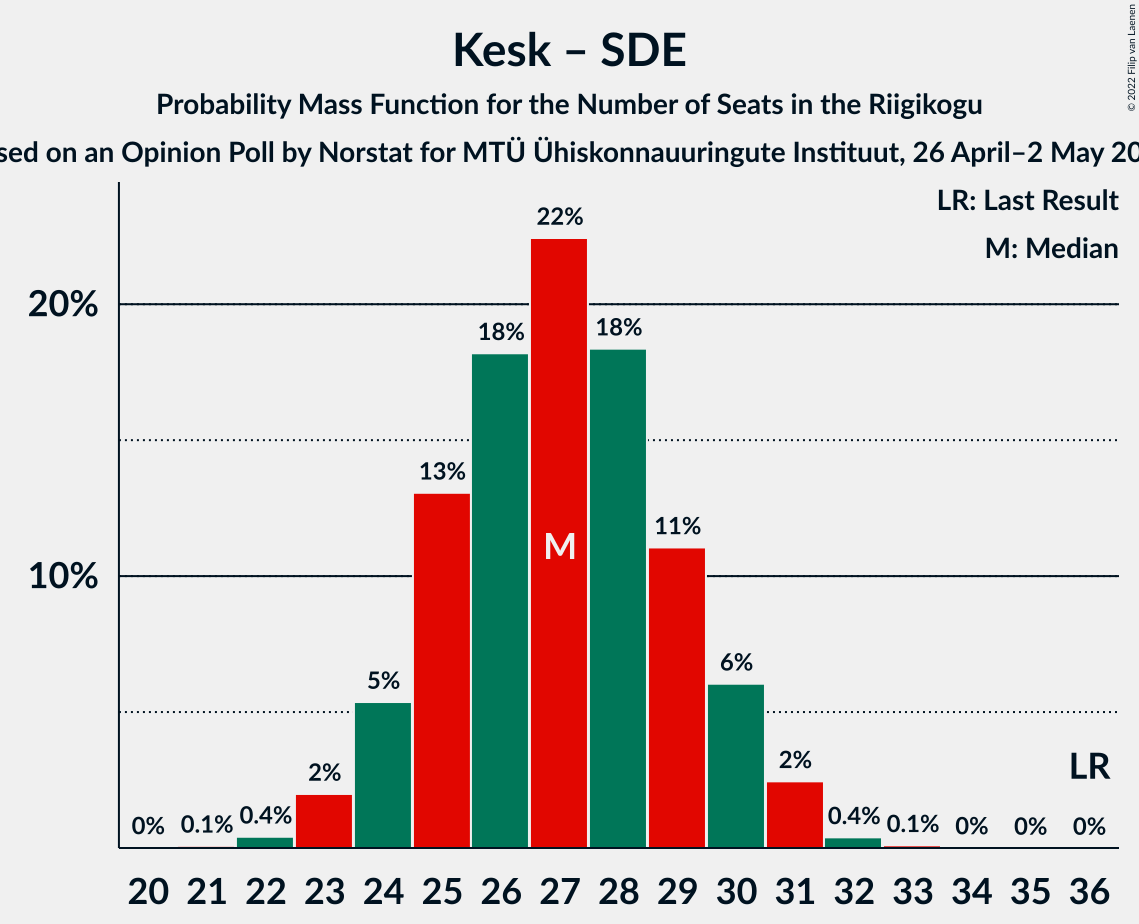 Kesk – SDE
Probability Mass Function for the Number of Seats in the Riigikogu
sed on an Opinion Poll by Norstat for MTÜ Ühiskonnauuringute Instituut, 26 April–2 May 20
© 2022 Filip van Laenen
LR: Last Result
M: Median
20%
10%
0%
0.1%
0.4%
2%
5%
13%
18%
22%
18%
11%
6%
2%
0.4%
0.1%
0%
0%
0%
M
LR
20 21 22 23 24 25 26 27 28 29 30 31 32 33 34 35 36